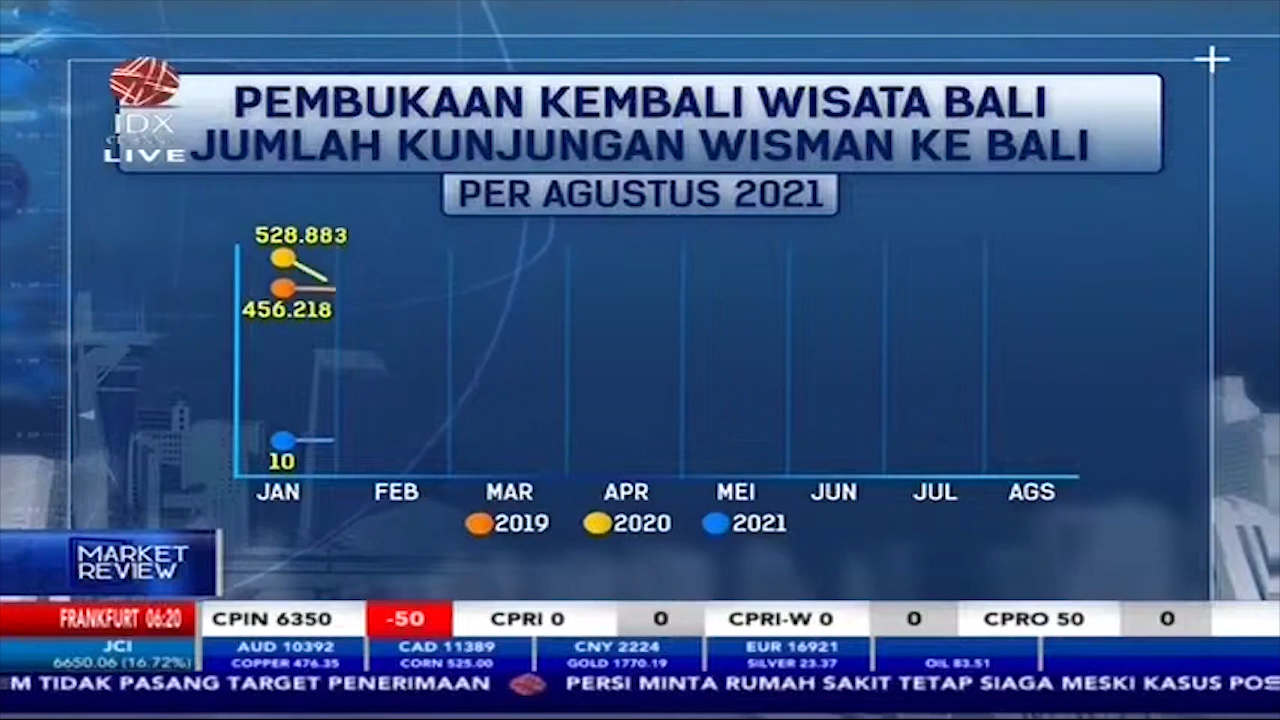 PEMBUKAAN KEMBALI WISATA BALI
JUMLAH KUNJUNGAN WISMAN KE BALI
PER AGUSTUS 2021
IDX
LIVE
528.883
456.218
10
JAN FEB MAR APR MEI JUN JUL AGS
2019 2020 2021
MARKET
REVIEW
FRANKFURT 06:20 CPIN 6350 -50 CPRI 0 0 CPRI-W 0 0 CPRO 50 0
JCI AUD 10392 CAD 11389 CNY 2224 EUR 16921
6650.06 (16.72%) COPPER 476.35 CORN 525.00 GOLD 1770.19 SILVER 23.37 OIL 83.51
M TIDAK PASANG TARGET PENERIMAAN PERSI MINTA RUMAH SAKIT TETAP SIAGA MESKI KASUS POS